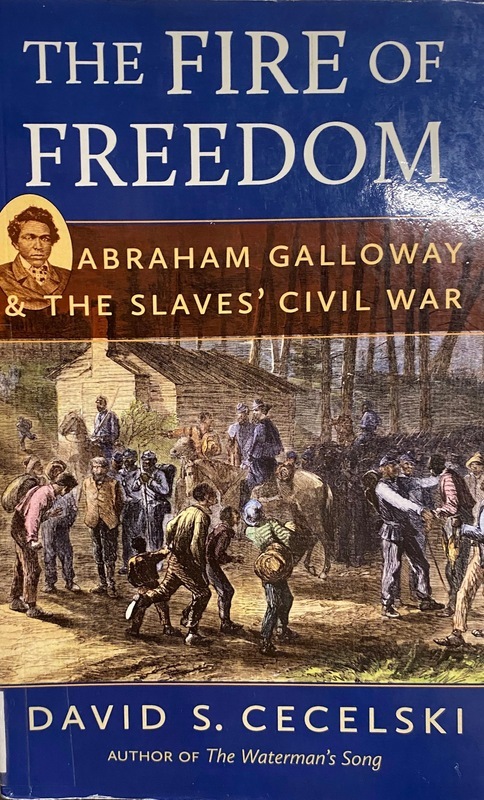 THE FIRE OF
FREEDOM
ABRAHAM GALLOWAY
& THE SLAVES' CIVIL WAR
DAVID S. CECELSKI
AUTHOR OF The Waterman's Song